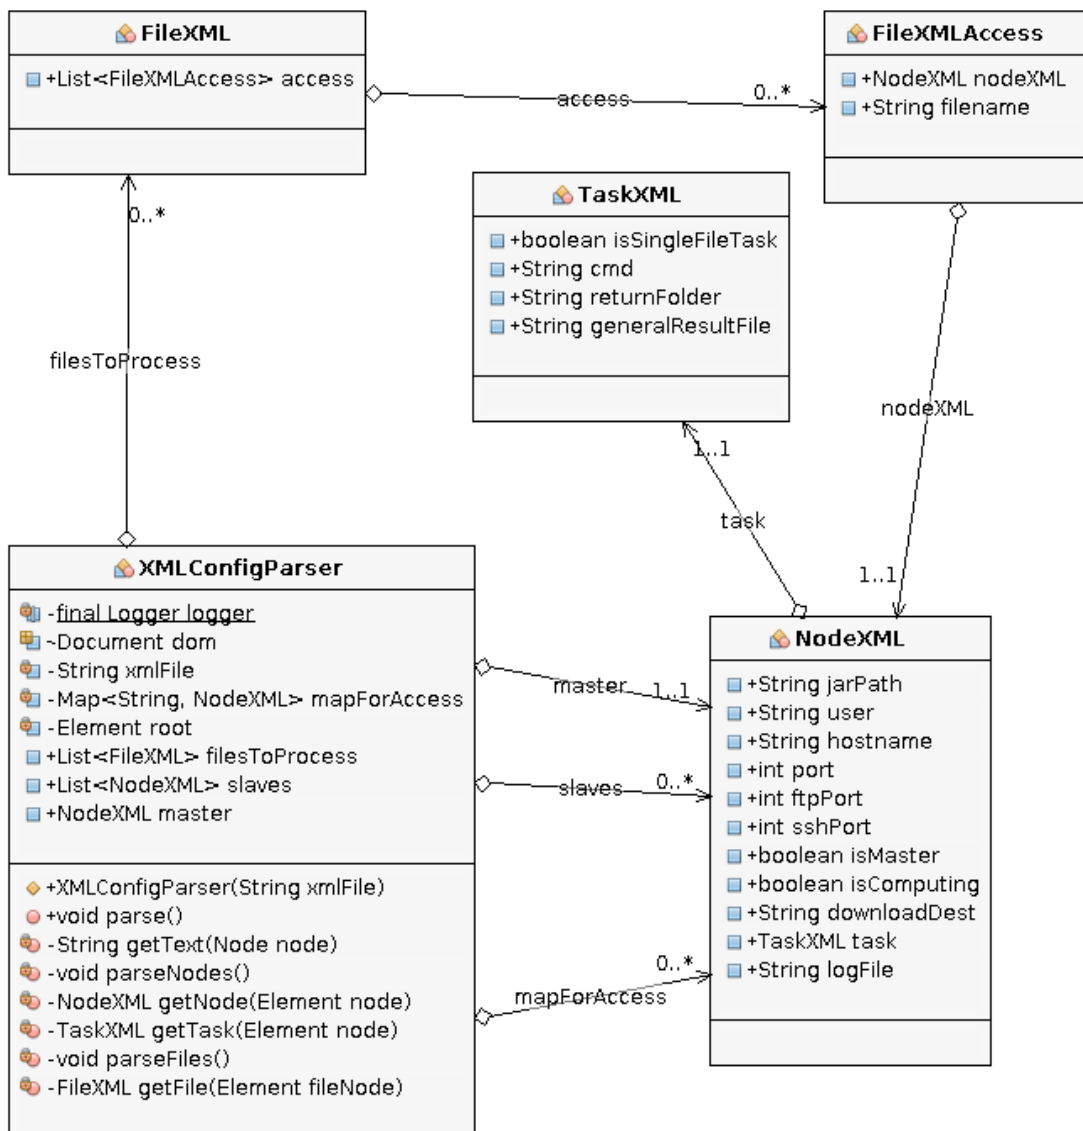 FileXML
+List<FileXMLAccess> access
access
0..*
FileXMLAccess
+NodeXML nodeXML
+String filename
TaskXML
+boolean isSingleFileTask
+String cmd
+String returnFolder
+String generalResultFile
0..*
filesToProcess
nodeXML
1..1
1..1
task
XMLConfigParser
-final Logger logger
~Document dom
-String xmlFile
-Map<String, NodeXML> mapForAccess
-Element root
+List<FileXML> filesToProcess
+List<NodeXML> slaves
+NodeXML master
+XMLConfigParser(String xmlFile)
+void parse()
-String getText(Node node)
-void parseNodes()
-NodeXML getNode(Element node)
-TaskXML getTask(Element node)
-void parseFiles()
-FileXML getFile(Element fileNode)
master
1..1
slaves
0..*
mapForAccess
0..*
NodeXML
+String jarPath
+String user
+String hostname
+int port
+int ftpPort
+int sshPort
+boolean isMaster
+boolean isComputing
+String downloadDest
+TaskXML task
+String logFile